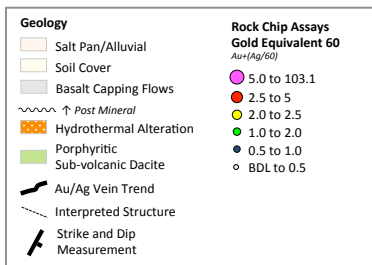 Geology
Salt Pan/Alluvial
Soil Cover
Basalt Capping Flows
↑ Post Mineral
Hydrothermal Alteration
Porphyritic
Sub-volcanic Dacite
Au/Ag Vein Trend
Interpreted Structure
Strike and Dip
Measurement
Rock Chip Assays
Gold Equivalent 60
Au+(Ag/60)
5.0 to 103.1
2.5 to 5
2.0 to 2.5
1.0 to 2.0
0.5 to 1.0
BDL to 0.5